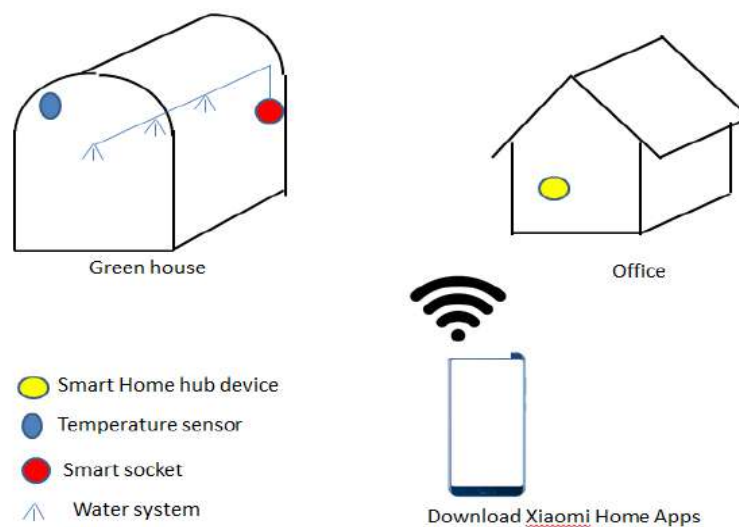 Green house
Office
Smart Home hub device
Temperature sensor
Smart socket
Water system
Download Xiaomi Home Apps